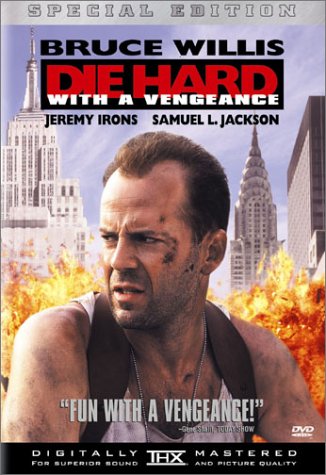 SPECIAL EDITION
BRUCE WILLIS
DIE HARD
WITH A VENGEANCE
JEREMY IRONS SAMUEL L. JACKSON
"FUN WITH A VENGEANCE!"
TODAY SHOW
DVD
DIGITALLY THX MASTERED
FOR SUPERIOR SOUND AND PICTURE QUALITY